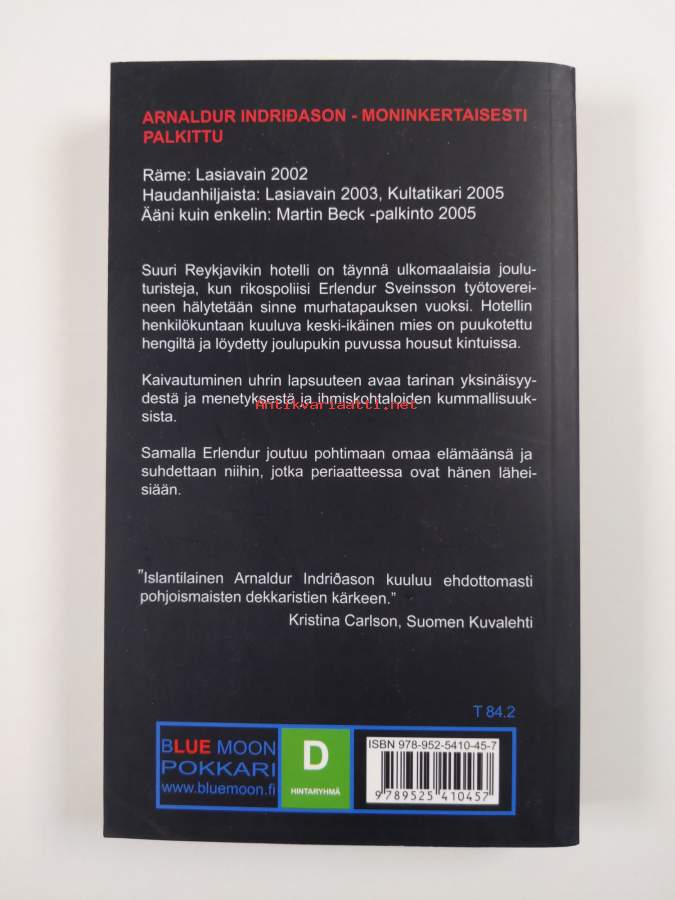 ARNALDUR INDRIÐASON - MONINKERTAISESTI
PALKITTU
Räme: Lasiavain 2002
Haudanhiljaista: Lasiavain 2003, Kultatikari 2005
Ääni kuin enkelin: Martin Beck -palkinto 2005
Suuri Reykjavikin hotelli on täynnä ulkomaalaisia joulu-
turisteja, kun rikospoliisi Erlendur Sveinsson työtoverei-
neen hälytetään sinne murhatapauksen vuoksi. Hotellin
henkilökuntaan kuuluva keski-ikäinen mies on puukotettu
hengiltä ja löydetty joulupukin puvussa housut kintuissa.
Kaivautuminen uhrin lapsuuteen avaa tarinan yksinäisyy-
destä ja menetyksestä ja ihmiskohtaloiden kummallisuuk-
Antikvariaatti.net
sista.
Samalla Erlendur joutuu pohtimaan omaa elämäänsä ja
suhdettaan niihin, jotka periaatteessa ovat hänen lähei-
siään.
"Islantilainen Arnaldur Indriðason kuuluu ehdottomasti
pohjoismaisten dekkaristien kärkeen.”
Kristina Carlson, Suomen Kuvalehti
T 84.2
BLUE MOON
POKKARI
www.bluemoon.fi
D
HINTARYHMÄ
ISBN 978-952-5410-45-7
9 789525 410457